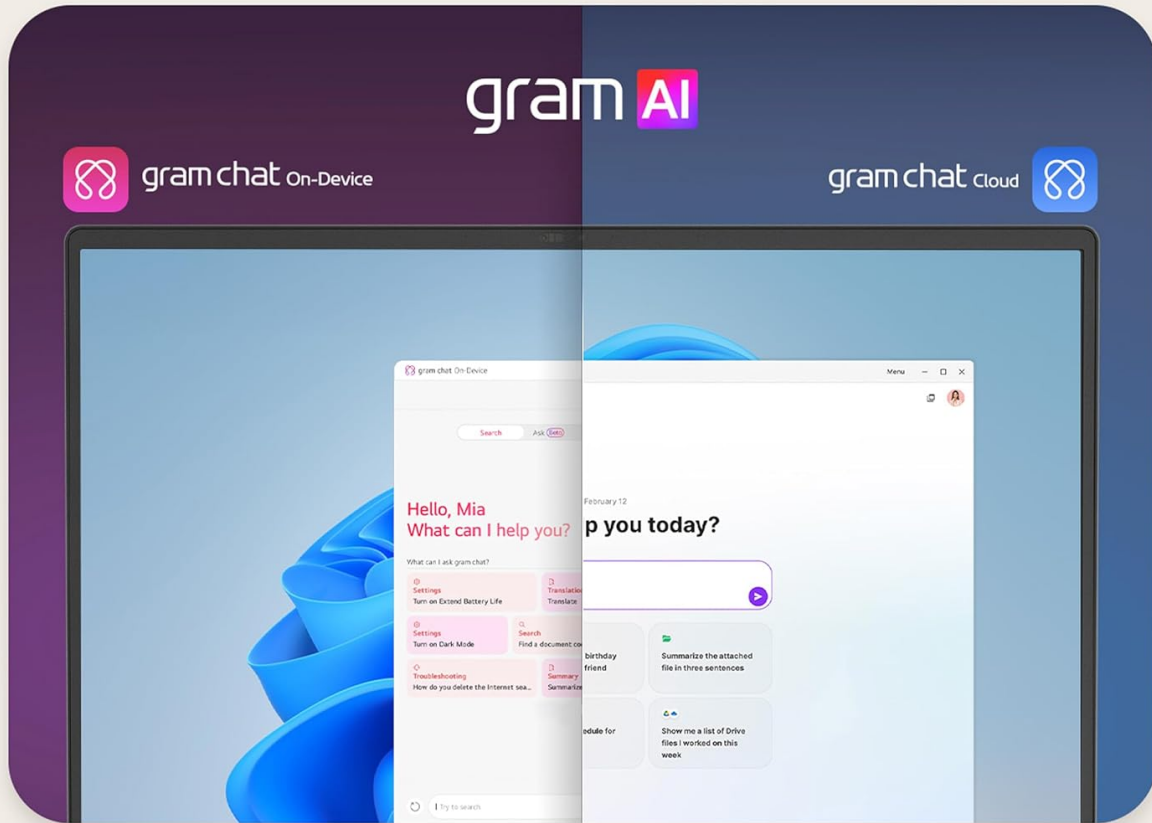 gram AI
gram chat On-Device
gram chat Cloud
gram chat On-Device
Search
Ask Beta
Hello, Mia
What can I help you?
What can I ask gram chat?
Settings
Turn on Extend Battery Life
Translation
Translate
Settings
Turn on Dark Mode
Search
Find a document
Troubleshooting
How do you delete the Internet sea...
Summary
Summarize
Try to search
Menu
February 12
p you today?
birthday
friend
Summarize the attached
file in three sentences
edule for
Show me a list of Drive
files I worked on this
week